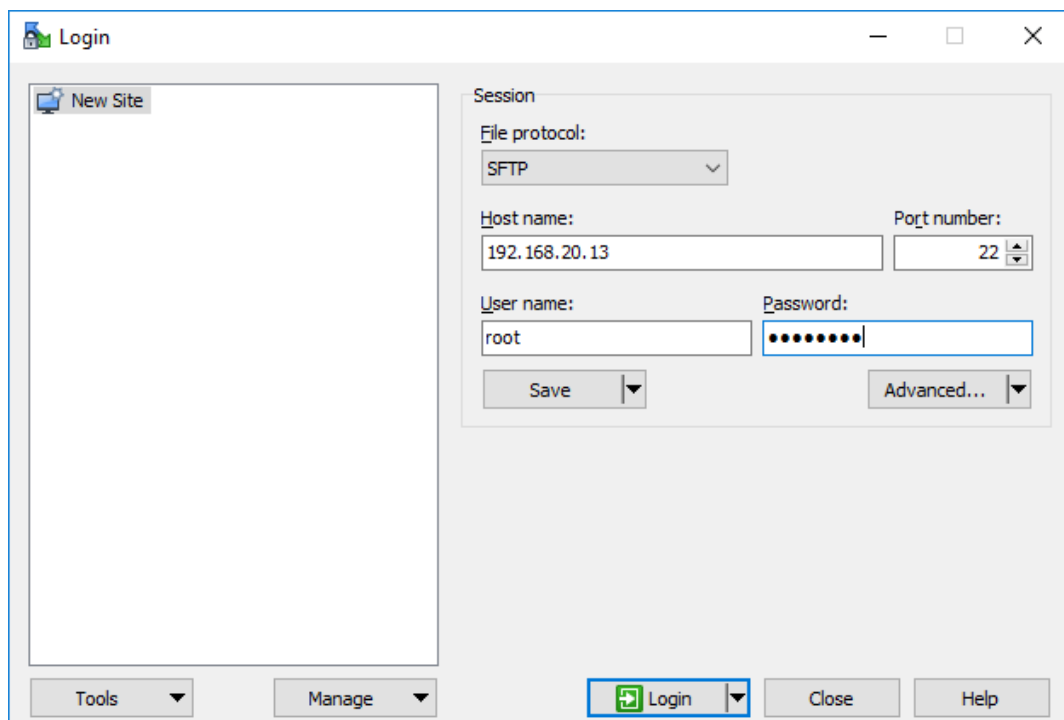 Login
New Site
Session
File protocol:
SFTP
Host name:
Port number:
192.168.20.13
22
User name:
Password:
root
••••••••
Save
Advanced...
Tools
Manage
Login
Close
Help